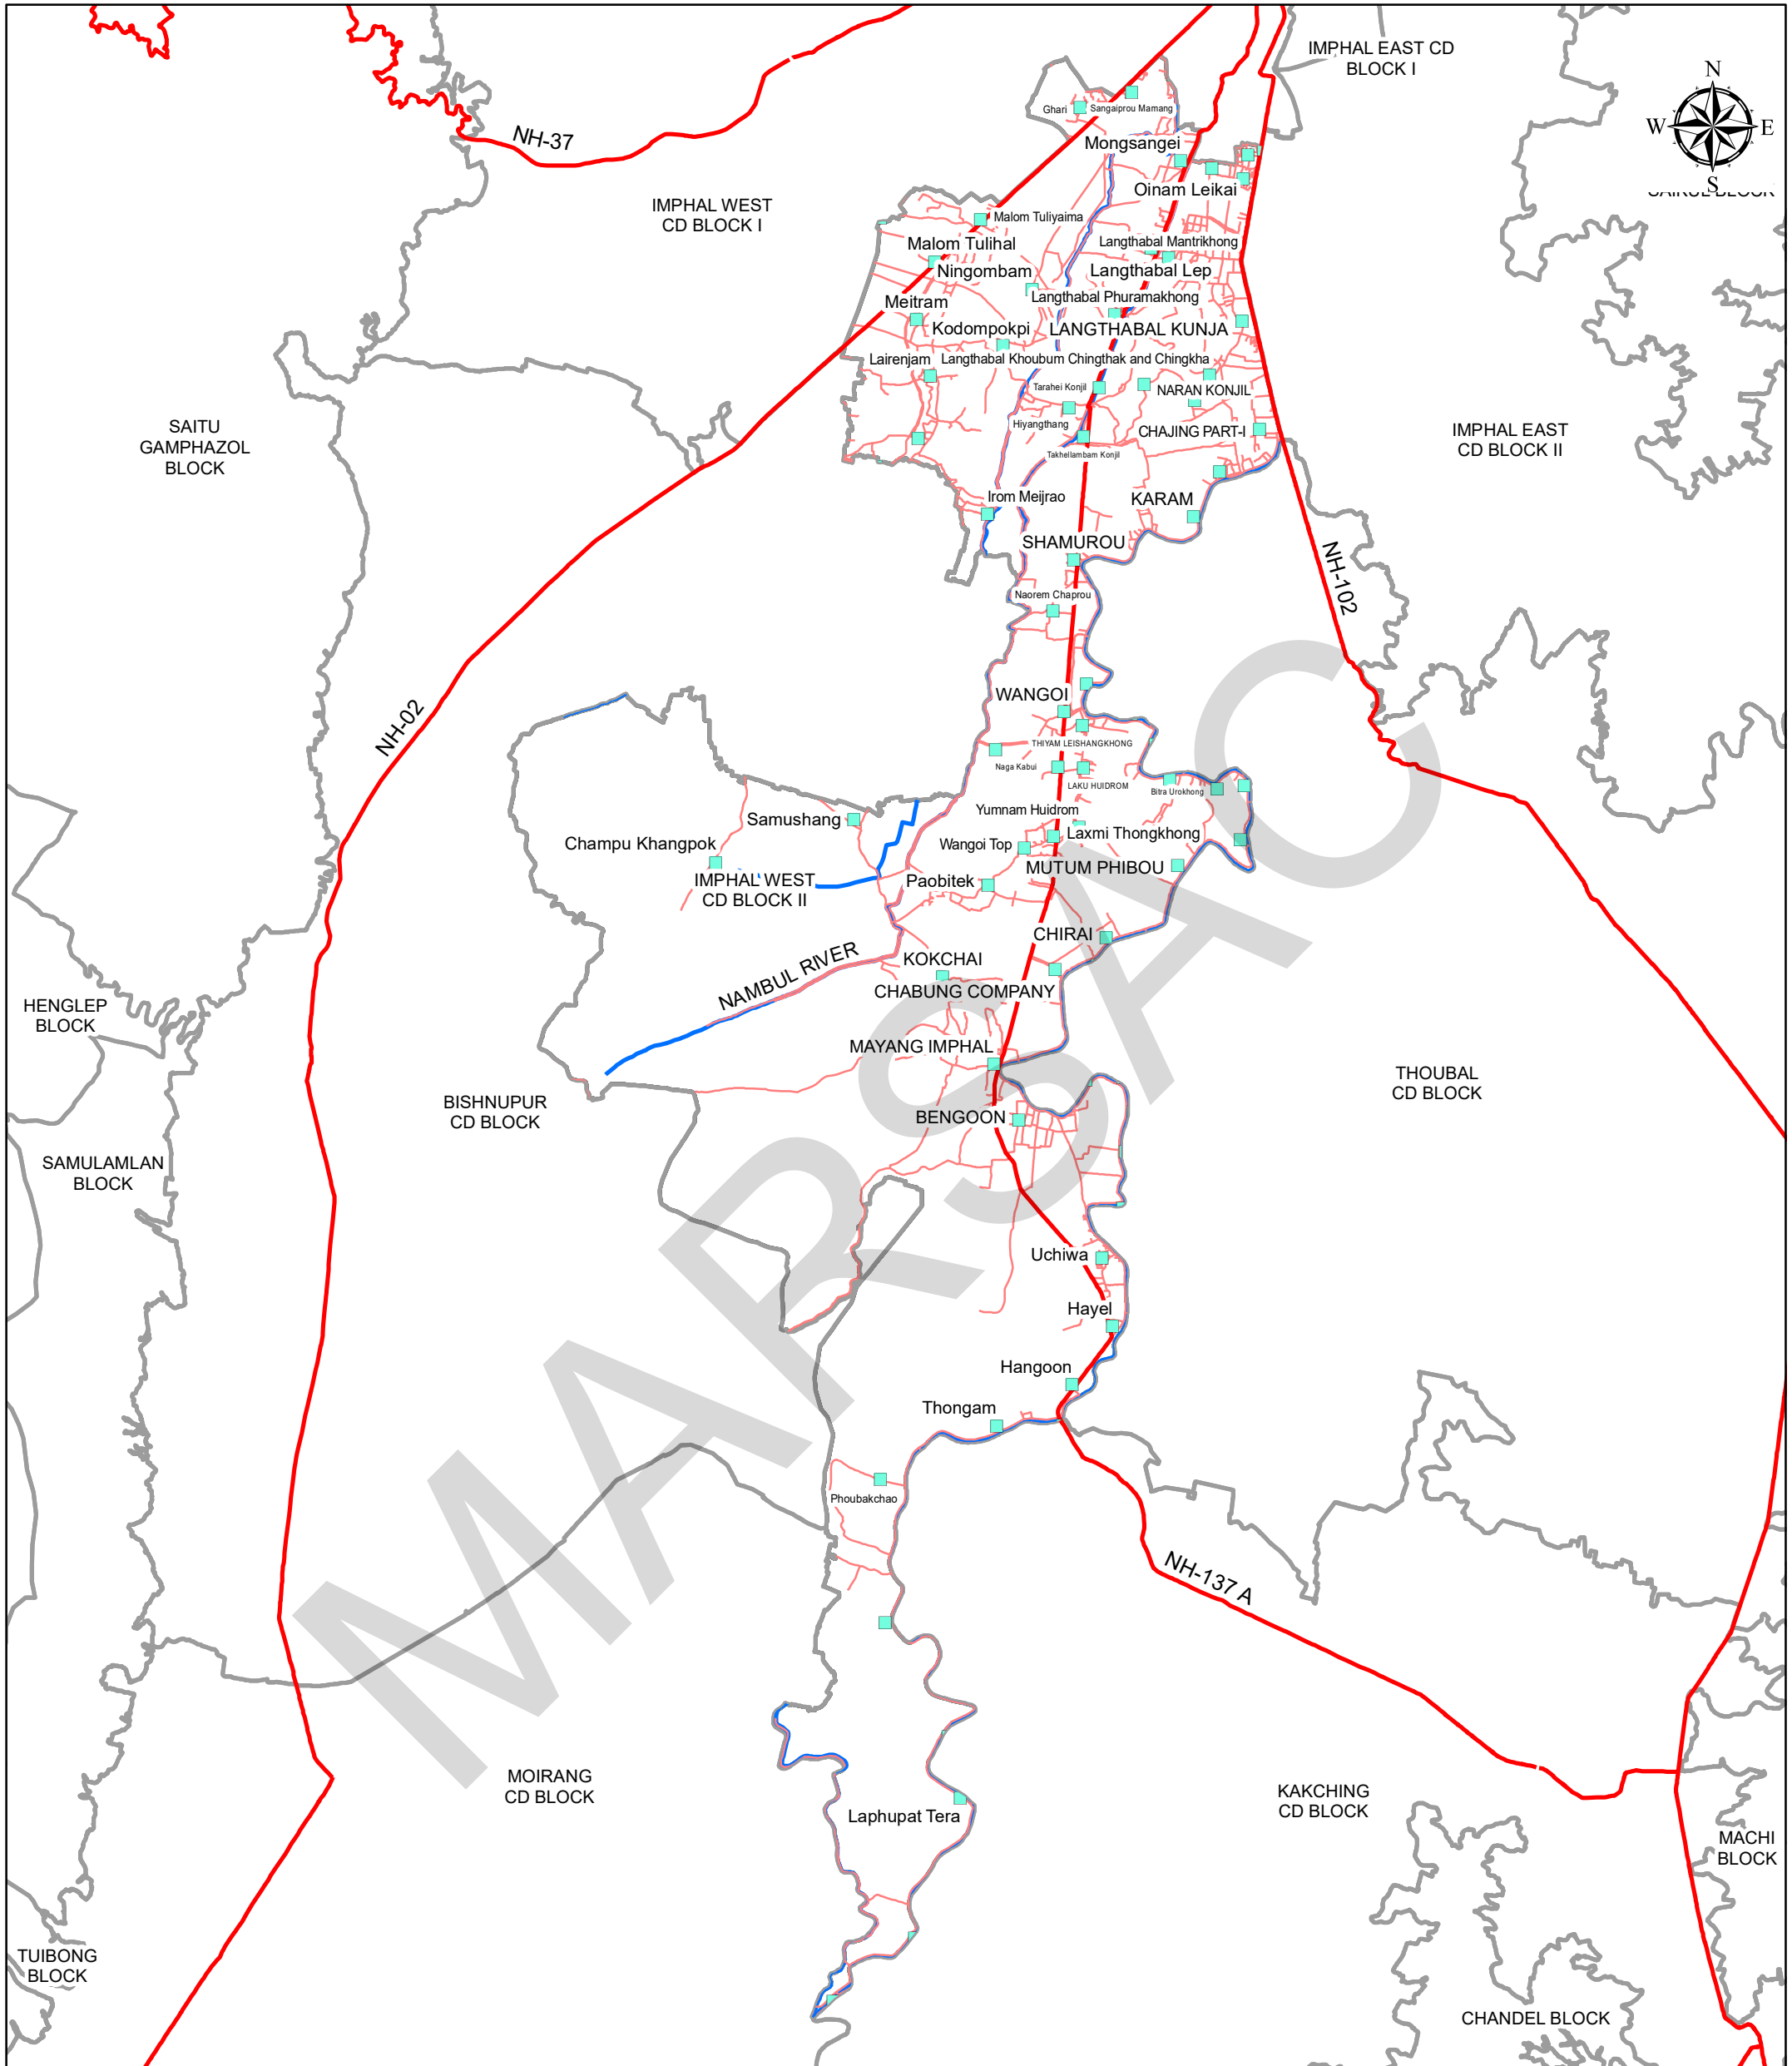 IMPHAL EAST CD
BLOCK I
N
W
E
S
Ghari
Sangaiprou Mamang
NH-37
Mongsangei
Oinam Leikai
IMPHAL WEST
CD BLOCK I
Malom Tuliyaima
Malom Tulihal
Langthabal Mantrikhong
Ningombam
Langthabal Lep
Meitram
Langthabal Phuramakhong
Kodompokpi
LANGTHABAL KUNJA
Lairenjam
Langthabal Khoubum Chingthak and Chingkha
Tarahei Konjil
NARAN KONJIL
Hiyangthang
CHAJING PART-I
SAITU
GAMPHAZOL
BLOCK
IMPHAL EAST
CD BLOCK II
Takhellambam Konjil
Irom Meijrao
KARAM
SHAMUROU
NH-102
Naorem Chaprou
WANGOI
NH-02
THIYAM LEISHANGKHONG
Naga Kabui
LAKU HUIDROM
Bitra Urokhong
Yumnam Huidrom
Samushang
Laxmi Thongkhong
Champu Khangpok
Wangoi Top
MUTUM PHIBOU
IMPHAL WEST
CD BLOCK II
Paobitek
CHIRAI
KOKCHAI
NAMBUL RIVER
CHABUNG COMPANY
HENGLEP
BLOCK
MAYANG IMPHAL
THOUBAL
CD BLOCK
BISHNUPUR
CD BLOCK
BENGOON
SAMULAMLAN
BLOCK
Uchiwa
Hayel
Hangoon
Thongam
Phoubakchao
NH-137 A
MOIRANG
CD BLOCK
KAKCHING
CD BLOCK
Laphupat Tera
MACHI
BLOCK
TUIBONG
BLOCK
CHANDEL BLOCK
MARSAC